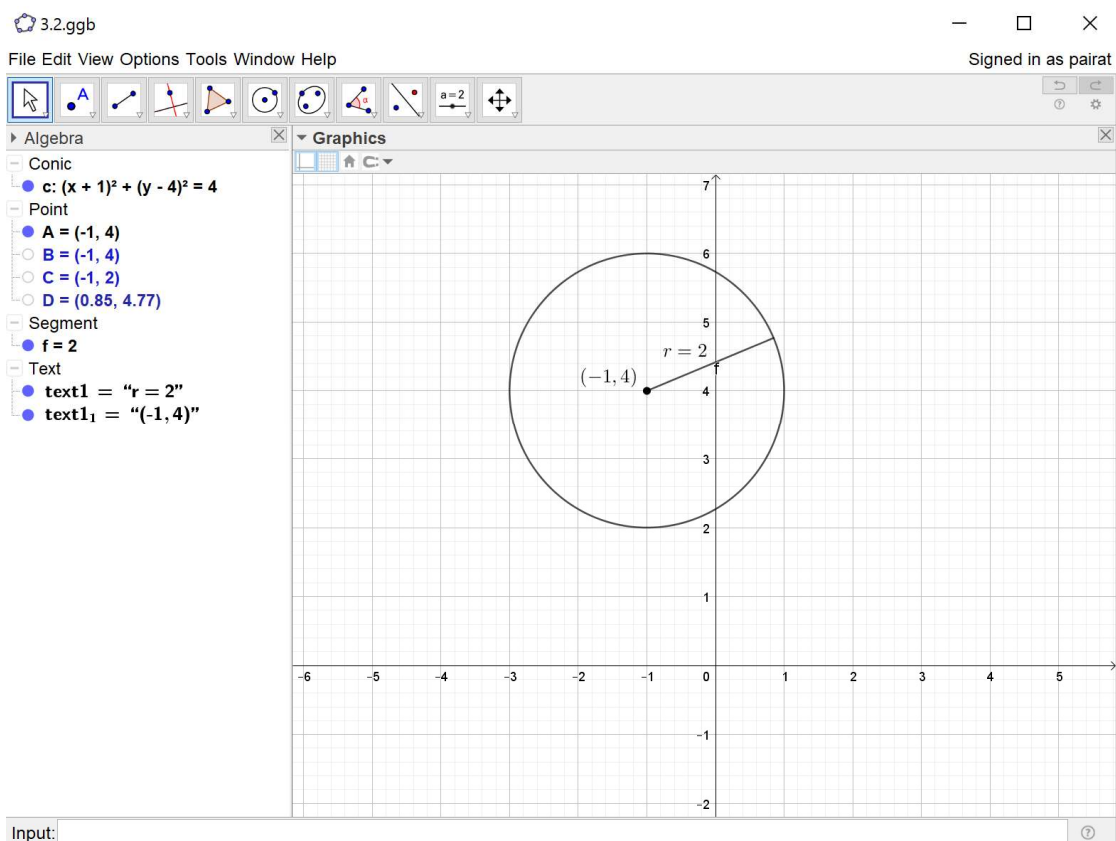 3.2.ggb
File Edit View Options Tools Window Help
Signed in as pairat
A
α
a=2
Algebra
Graphics
Conic
c: (x + 1)² + (y - 4)² = 4
Point
A = (-1, 4)
B = (-1, 4)
C = (-1, 2)
D = (0.85, 4.77)
Segment
f = 2
Text
text1 = “r = 2”
text1₁ = “(-1, 4)”
7
6
5
r = 2
f
(−1, 4)
4
3
2
1
−6 −5 −4 −3 −2 −1 0 1 2 3 4 5
−1
−2
Input: